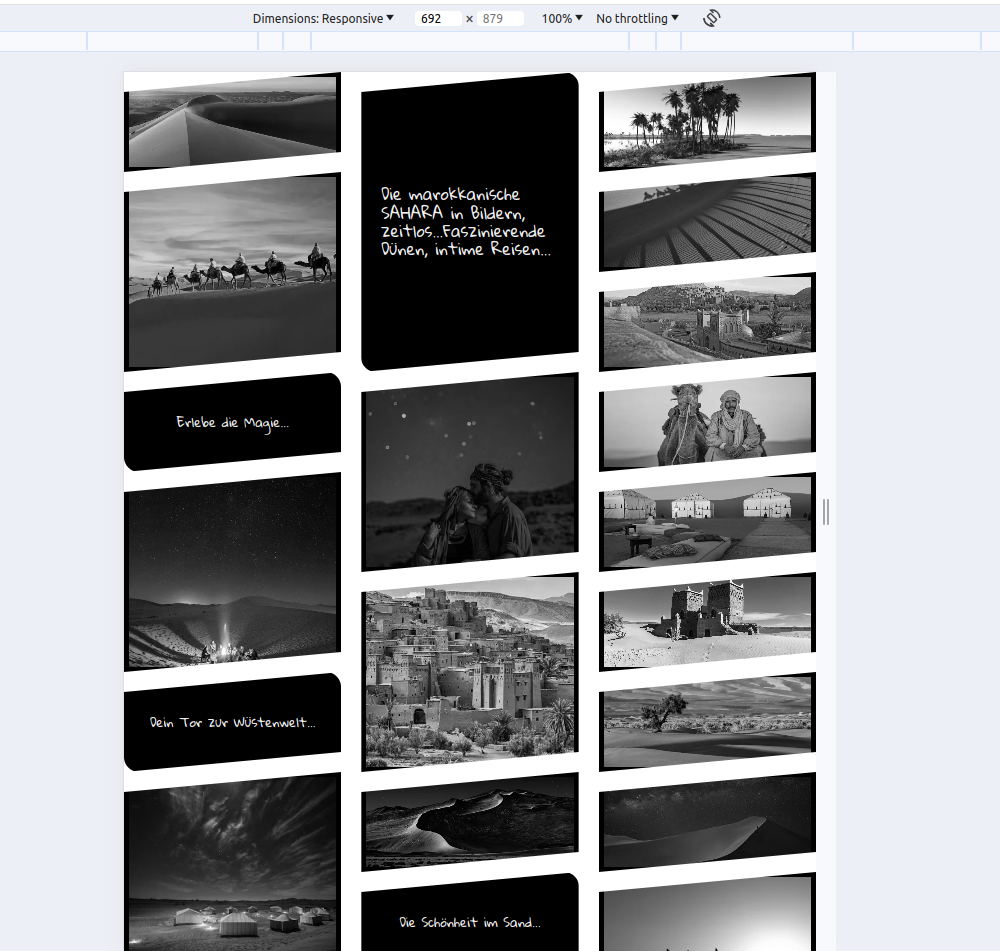 Dimensions: Responsive 692 × 879 100% No throttling
Die marokkanische
SAHARA in Bildern,
zeitlos...Faszinierende
Dünen, intime Reisen...
Erlebe die Magie...
Dein Tor zur Wüstenwelt...
Die Schönheit im Sand...